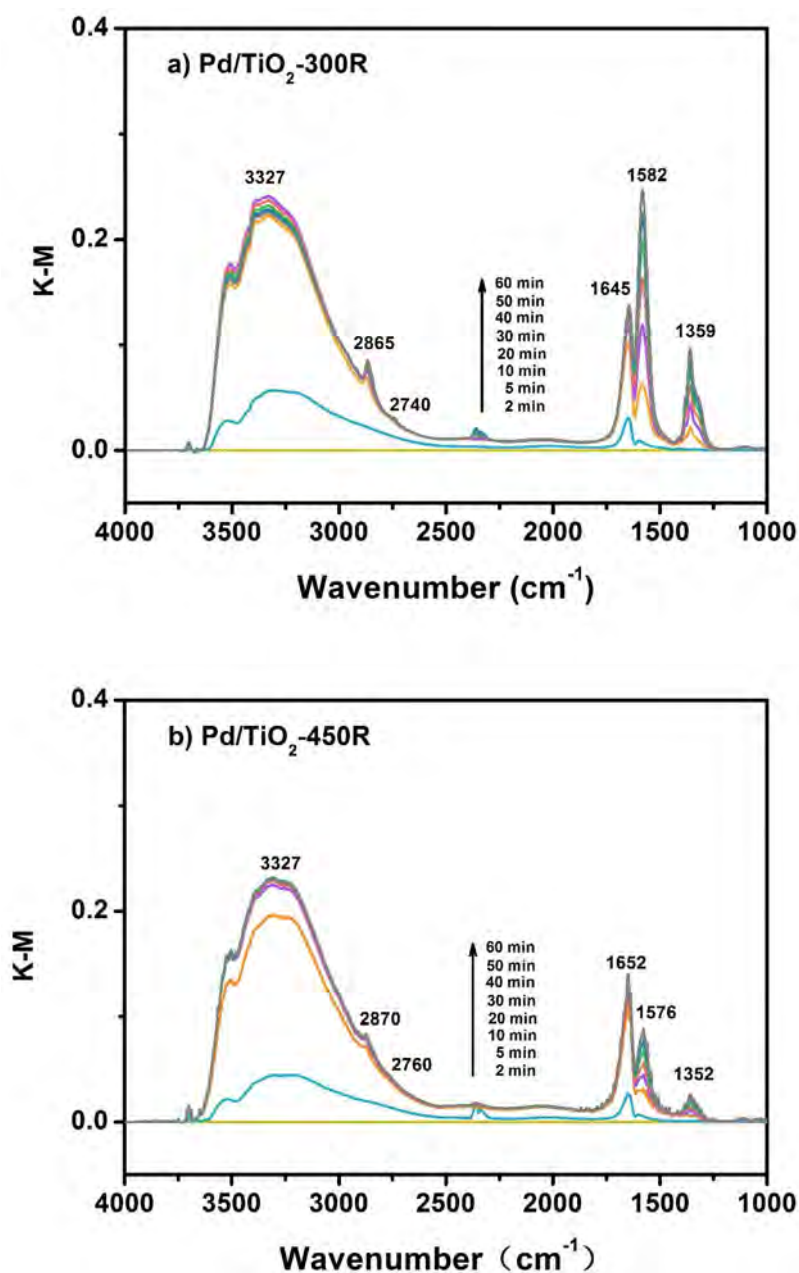 0.4
a) Pd/TiO₂-300R
3327
1582
0.2
60 min
50 min
40 min
30 min
20 min
10 min
5 min
2 min
1645
1359
2865
2740
K-M
0.0
4000 3500 3000 2500 2000 1500 1000
Wavenumber (cm⁻¹)
0.4
b) Pd/TiO₂-450R
3327
0.2
60 min
50 min
40 min
30 min
20 min
10 min
5 min
2 min
1652
1576
2870
2760
1352
K-M
0.0
4000 3500 3000 2500 2000 1500 1000
Wavenumber（cm⁻¹）